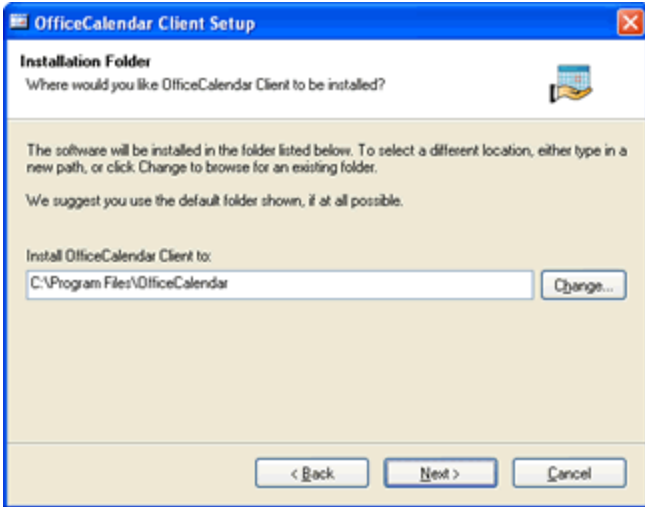 OfficeCalendar Client Setup
Installation Folder
Where would you like OfficeCalendar Client to be installed?
The software will be installed in the folder listed below. To select a different location, either type in a
new path, or click Change to browse for an existing folder.
We suggest you use the default folder shown, if at all possible.
Install OfficeCalendar Client to:
C:\Program Files\OfficeCalendar
Change...
< Back
Next >
Cancel